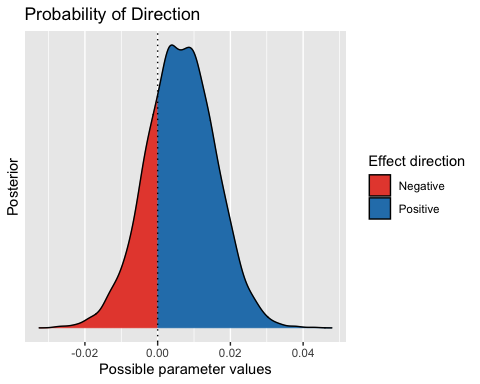 Probability of Direction
Posterior
Effect direction
Negative
Positive
-0.02 0.00 0.02 0.04
Possible parameter values